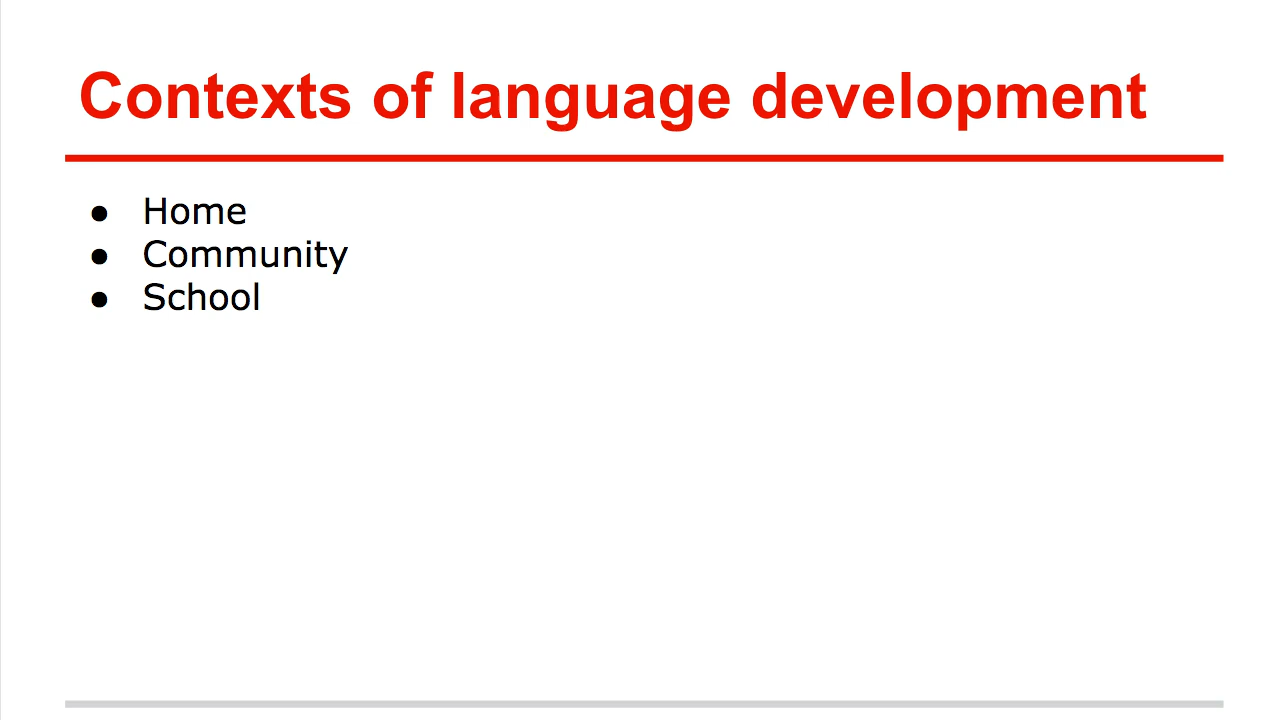 Contexts of language development
● Home
● Community
● School